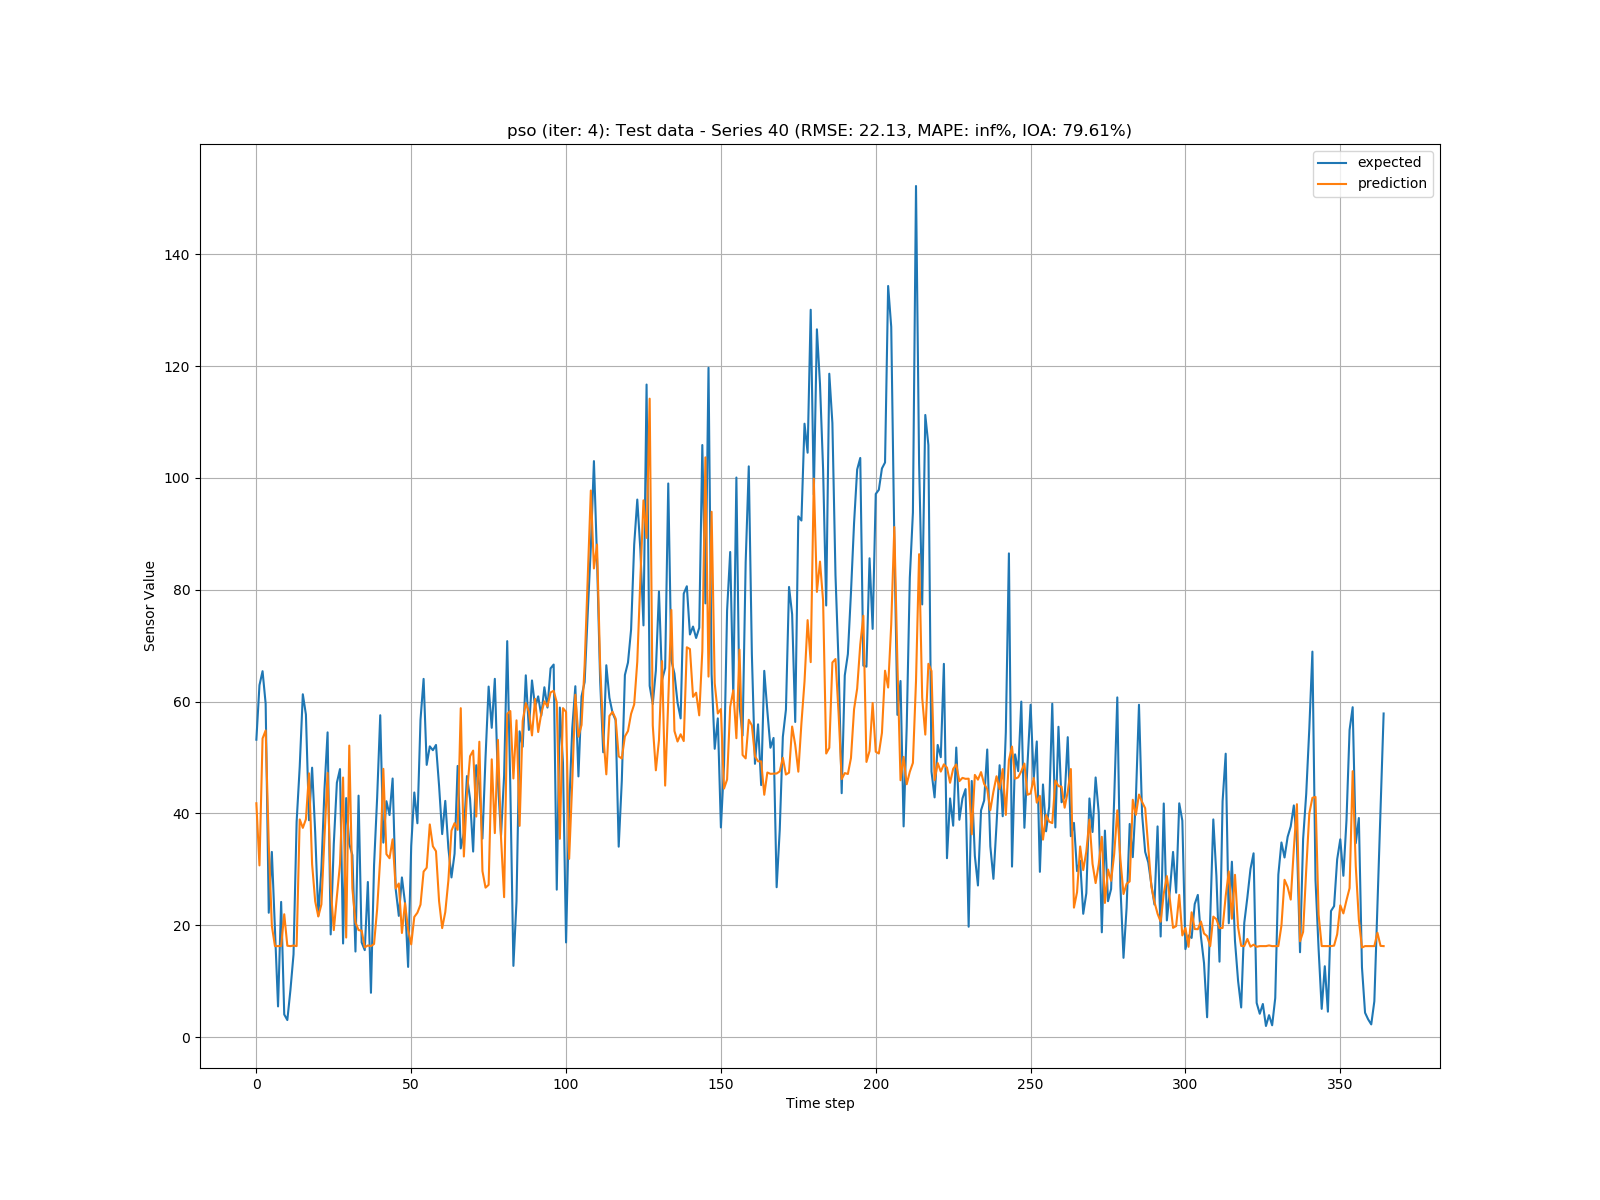 pso (iter: 4): Test data - Series 40 (RMSE: 22.13, MAPE: inf%, IOA: 79.61%)
expected
prediction
140
120
100
80
60
40
20
0
Sensor Value
0 50 100 150 200 250 300 350
Time step